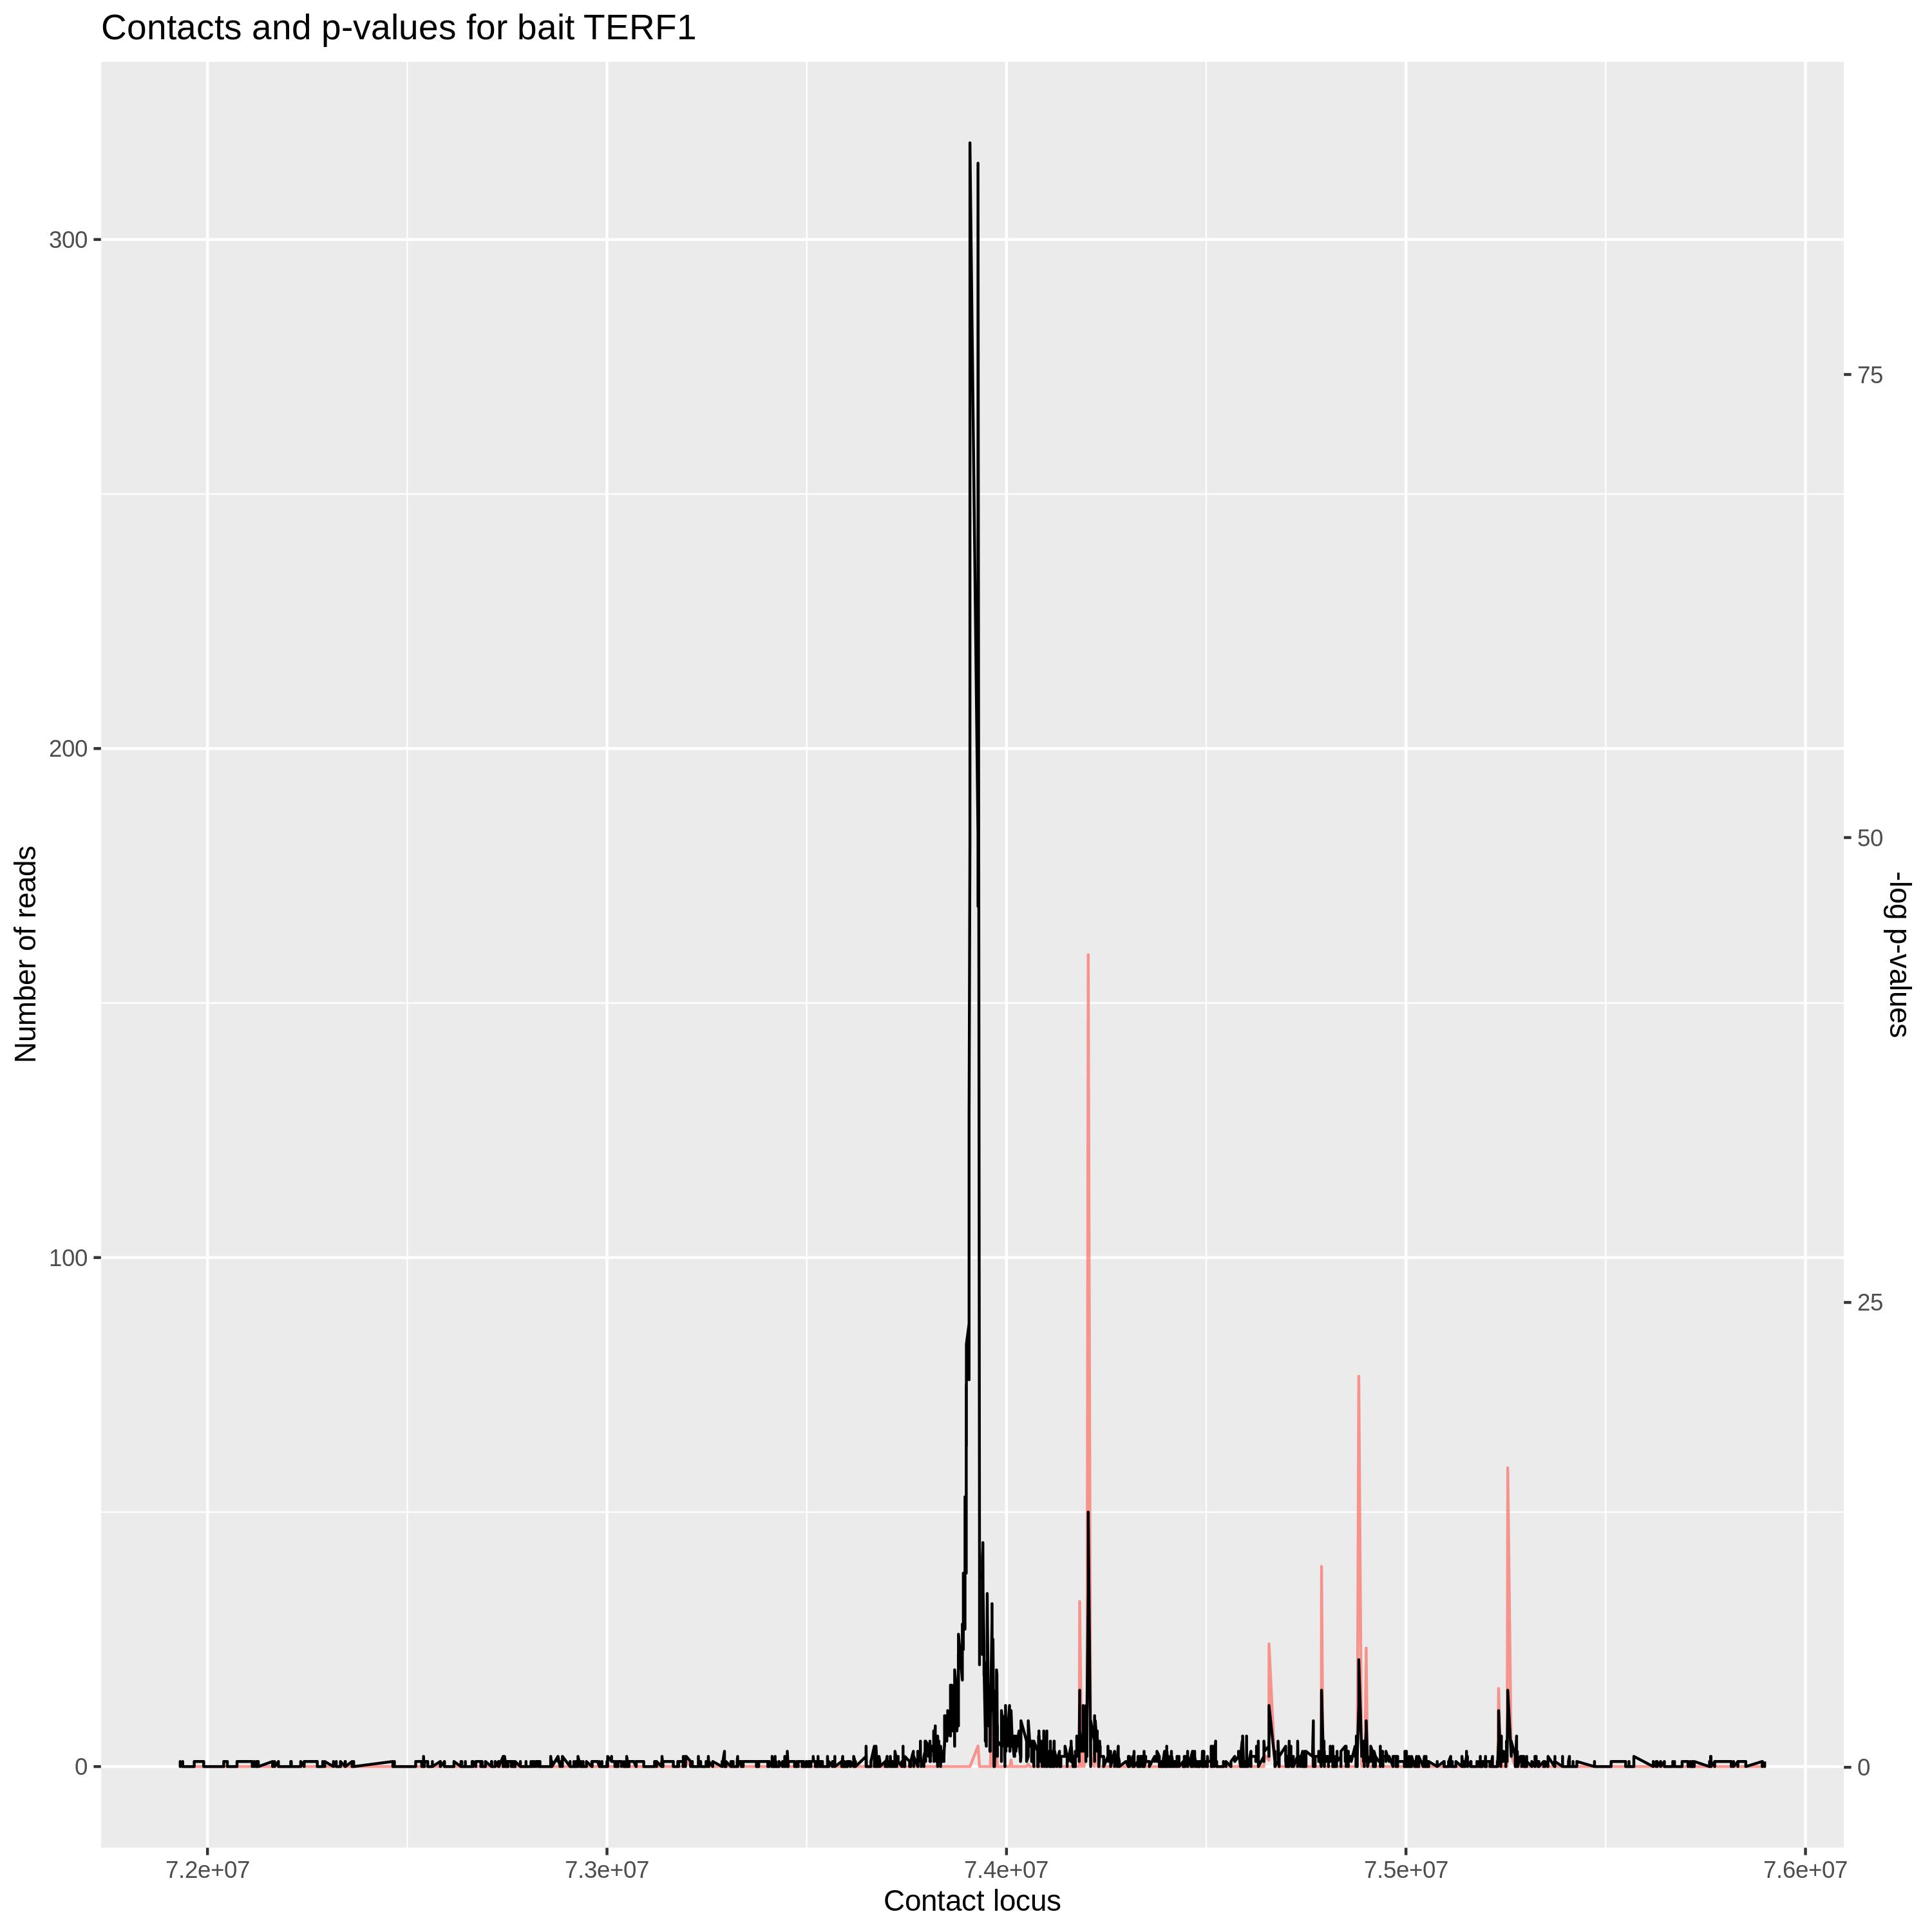 Contacts and p-values for bait TERF1
300
200
100
0
Number of reads
75
50
25
0
-log p-values
7.2e+07
7.3e+07
7.4e+07
7.5e+07
7.6e+07
Contact locus